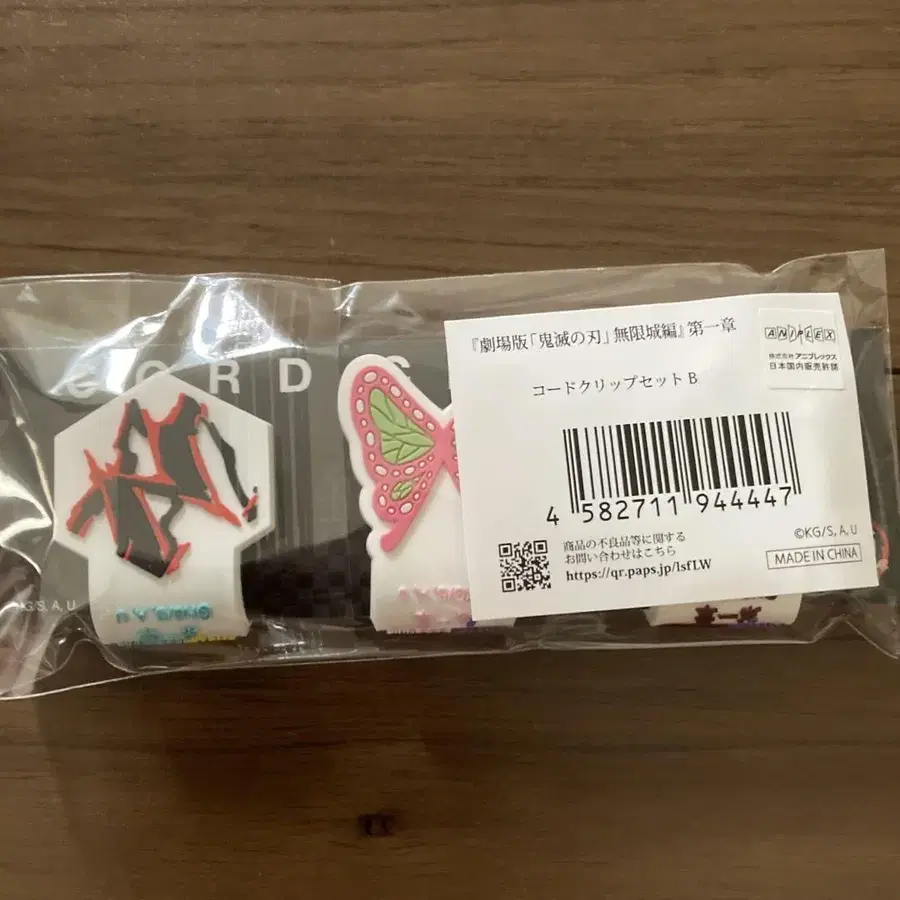 CORD
『劇場版「鬼滅の刃」無限城編』第一章
コードクリップセット B
ANIPLEX
株式会社アニプレックス
日本国内販売許諾
4 582711 944447
商品の不良品等に関する
お問い合わせはこちら
https://qr.paps.jp/lsfLW
©KG/S, A, U
MADE IN CHINA
KG/S, A, U